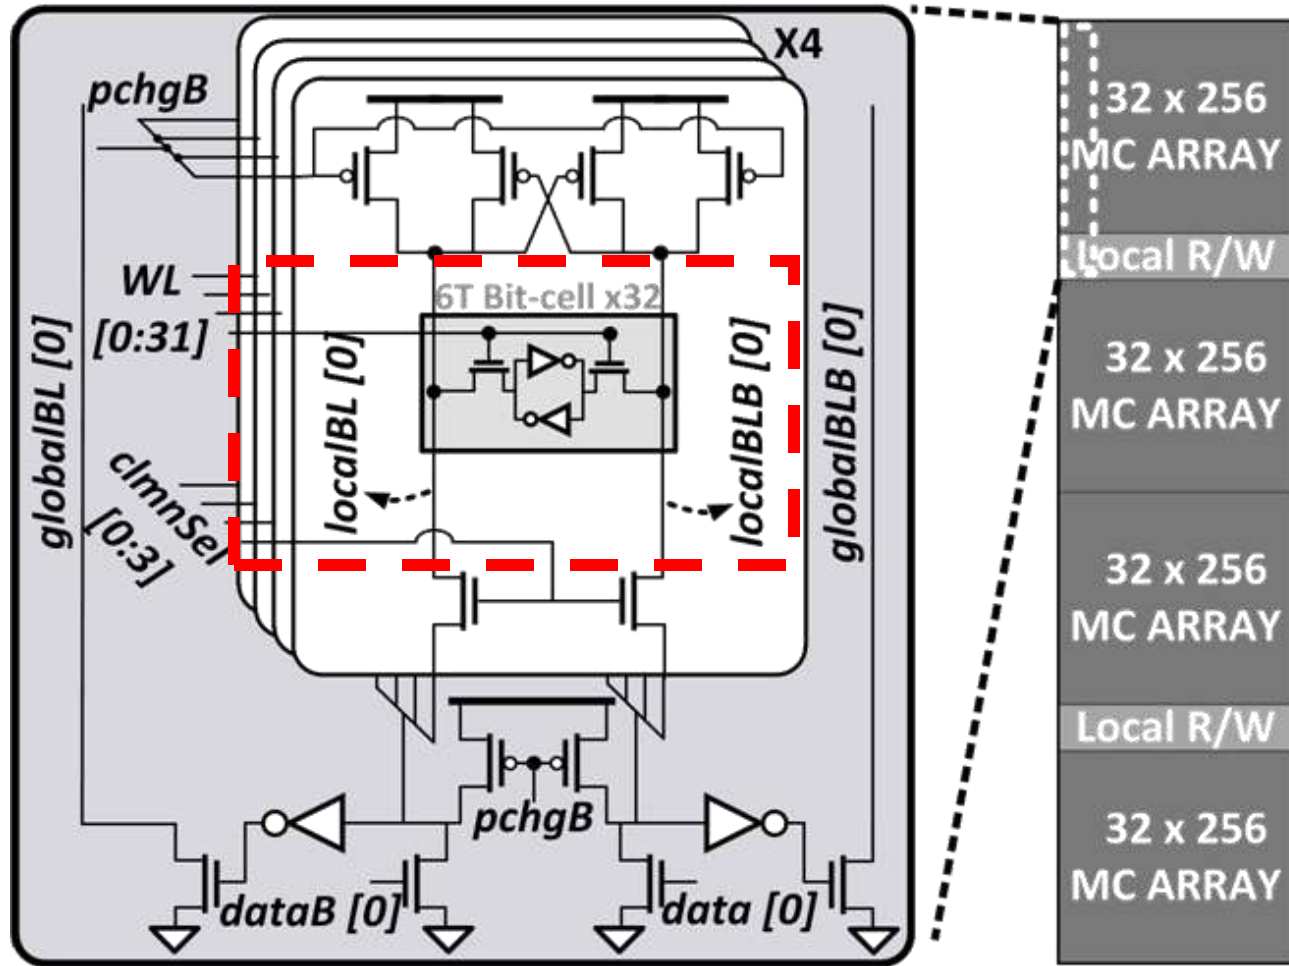 X4
pchgB
WL
[0:31]
6T Bit-cell x32
localBL [0]
localBLB [0]
globalBL [0]
globalBLB [0]
clmnSel
[0:3]
pchgB
dataB [0]
data [0]
32 x 256
MC ARRAY
Local R/W
32 x 256
MC ARRAY
32 x 256
MC ARRAY
Local R/W
32 x 256
MC ARRAY